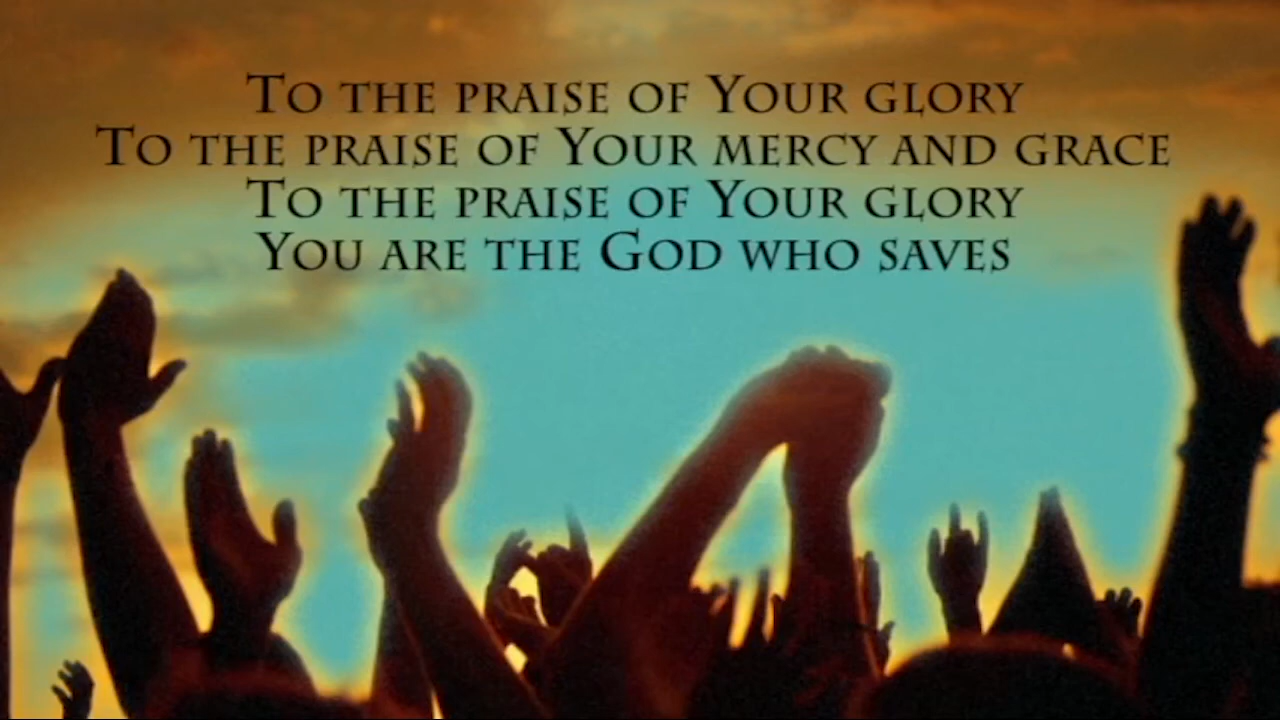 To the praise of Your glory
To the praise of Your mercy and grace
To the praise of Your glory
You are the God who saves